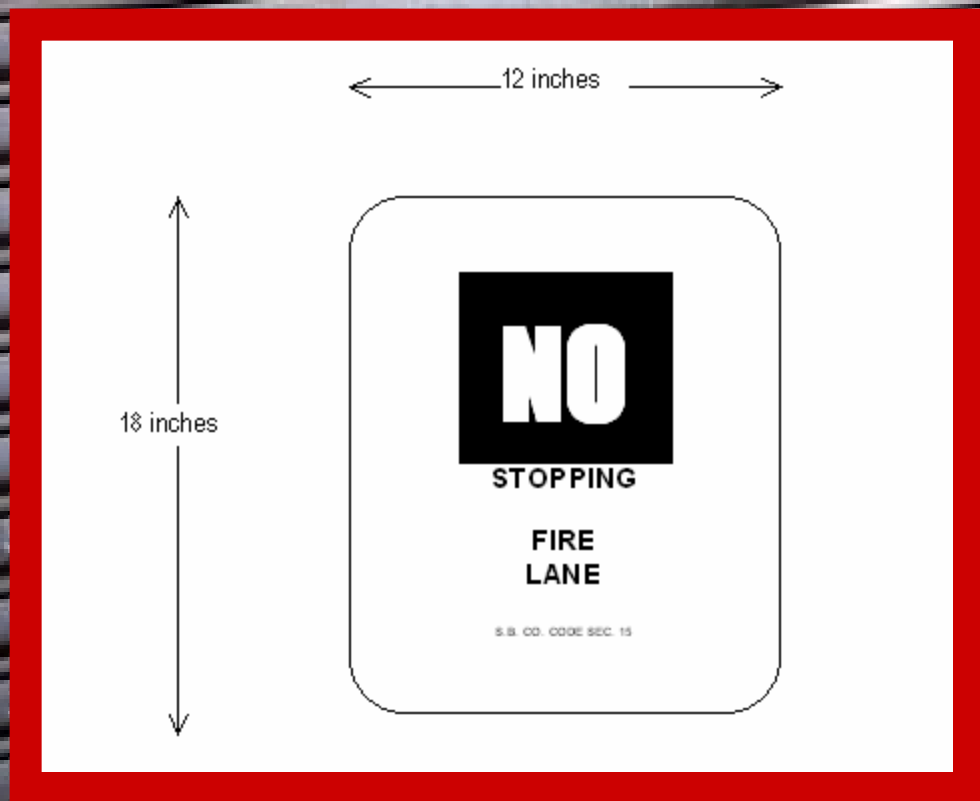 12 inches
18 inches
NO
STOPPING
FIRE
LANE
S.B. CO. CODE SEC. 15